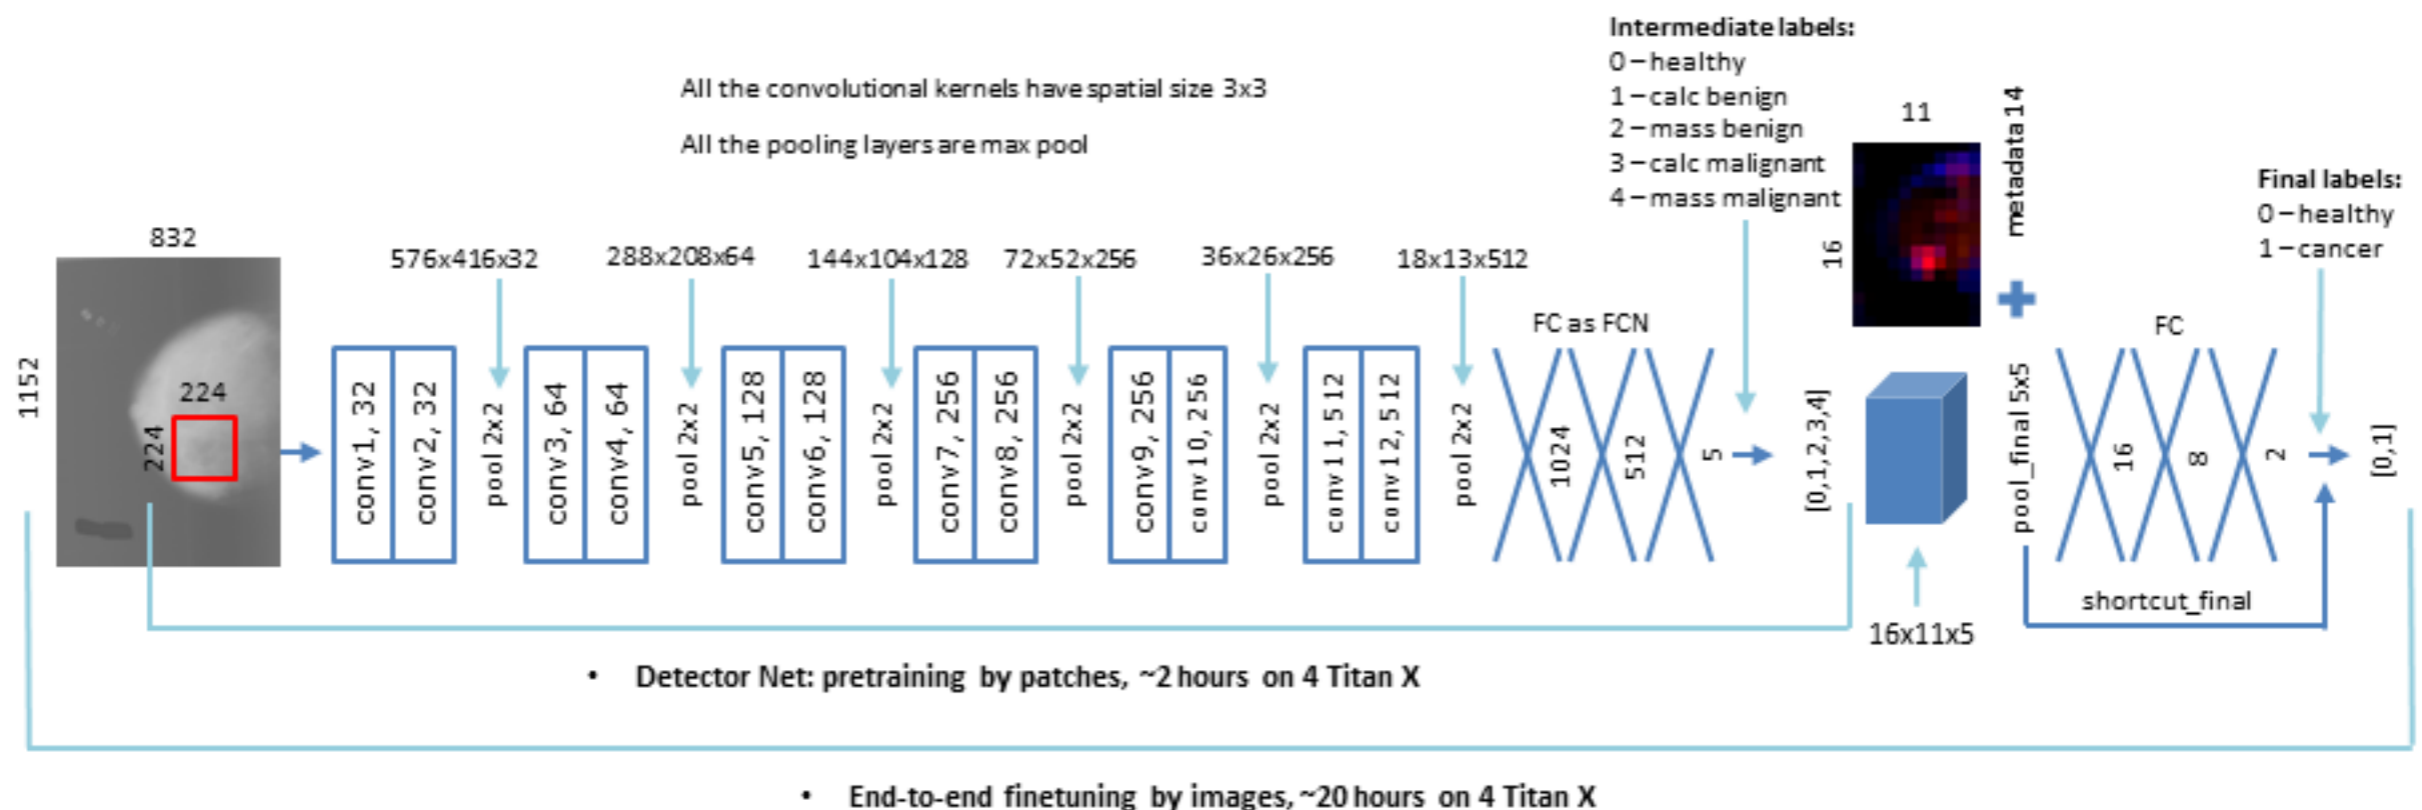 Intermediate labels:
0 – healthy
1 – calc benign
2 – mass benign
3 – calc malignant
4 – mass malignant
All the convolutional kernels have spatial size 3x3
All the pooling layers are max pool
11
16
metadata 14
Final labels:
0 – healthy
1 – cancer
832
1152
224
224
576x416x32
288x208x64
144x104x128
72x52x256
36x26x256
18x13x512
conv1, 32
conv2, 32
pool 2x2
conv3, 64
conv4, 64
pool 2x2
conv5, 128
conv6, 128
pool 2x2
conv7, 256
conv8, 256
pool 2x2
conv9, 256
conv10, 256
pool 2x2
conv11, 512
conv12, 512
pool 2x2
FC as FCN
1024
512
5
[0,1,2,3,4]
16x11x5
pool_final 5x5
FC
16
8
2
[0,1]
shortcut_final
• Detector Net: pretraining by patches, ~2 hours on 4 Titan X
• End-to-end finetuning by images, ~20 hours on 4 Titan X